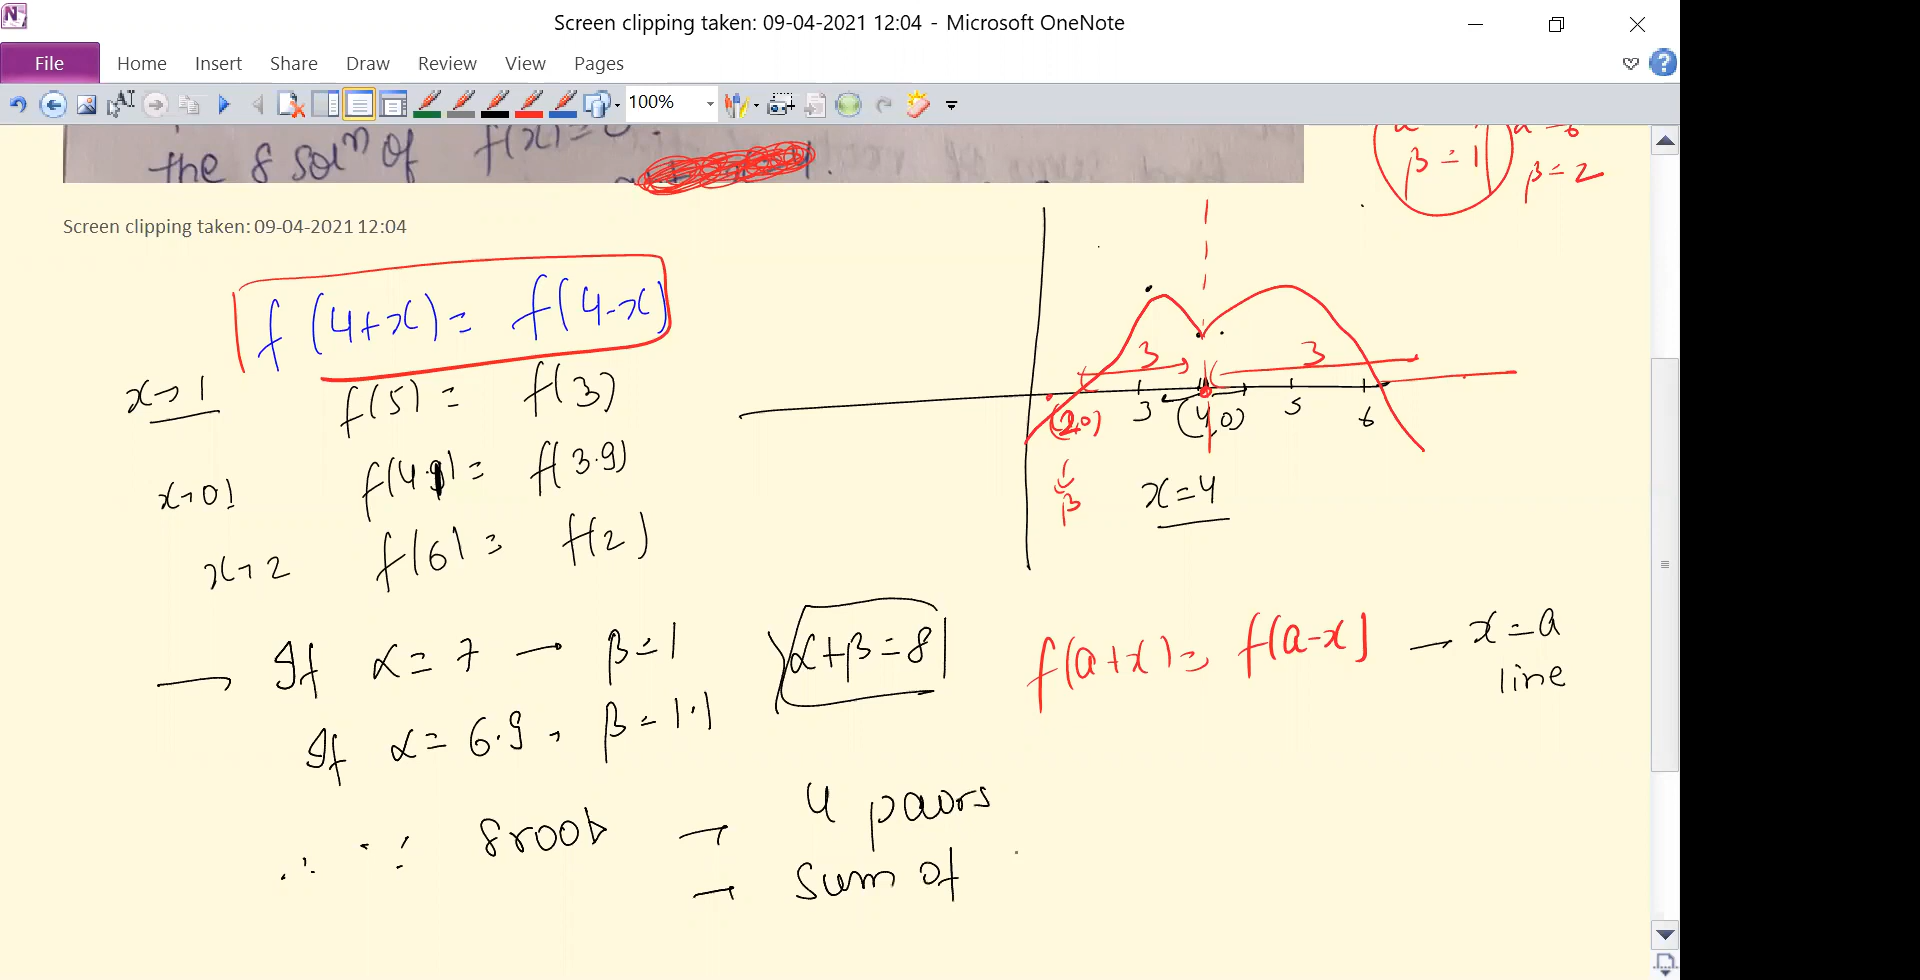 Screen clipping taken: 09-04-2021 12:04 - Microsoft OneNote
File Home Insert Share Draw Review View Pages
100%
the 8 solⁿ of f(x)=0.
β = 1
β = 2
Screen clipping taken: 09-04-2021 12:04
f(4+x) = f(4-x)
x→1 f(5) = f(3)
x→0.1 f(4.1) = f(3.9)
x→2 f(6) = f(2)
3 3
(2,0) 3 (4,0) 5 6
β
x=4
If α = 7 → β = 1 α+β = 8
If α = 6.9, β = 1.1
f(a+x) = f(a-x) → x = a
line
∴ ∵ 8 roots → 4 pairs
→ sum of